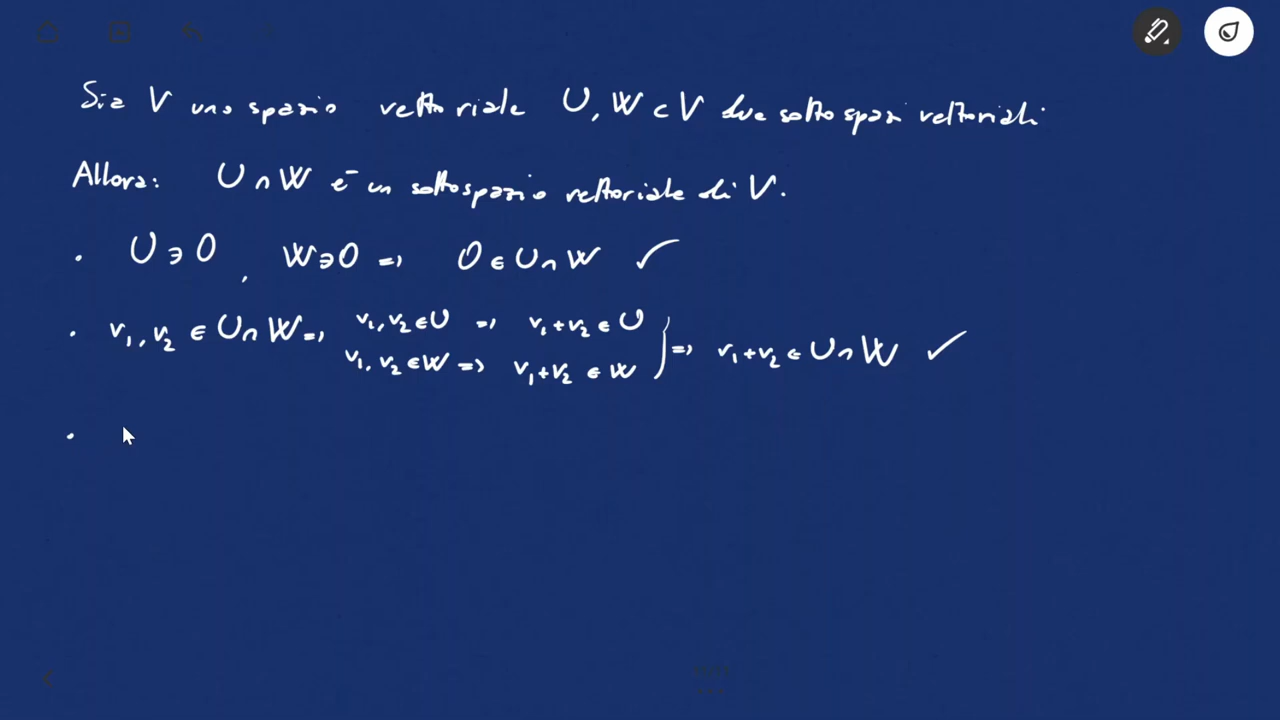 Sia V uno spazio vettoriale U, W ⊂ V due sottospazi vettoriali
Allora: U ∩ W è un sottospazio vettoriale di V.
• U ∋ 0, W ∋ 0 => 0 ∈ U ∩ W ✓
• v₁, v₂ ∈ U ∩ W => v₁, v₂ ∈ U => v₁+v₂ ∈ U
v₁, v₂ ∈ W => v₁+v₂ ∈ W } => v₁+v₂ ∈ U ∩ W ✓
•